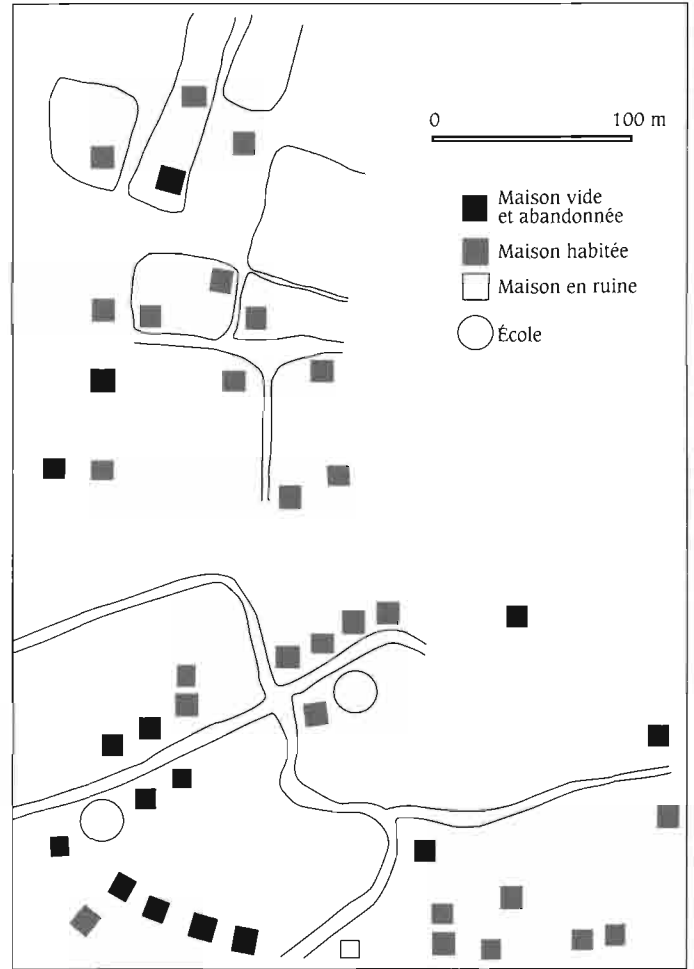 0 100 m
Maison vide
et abandonnée
Maison habitée
Maison en ruine
École